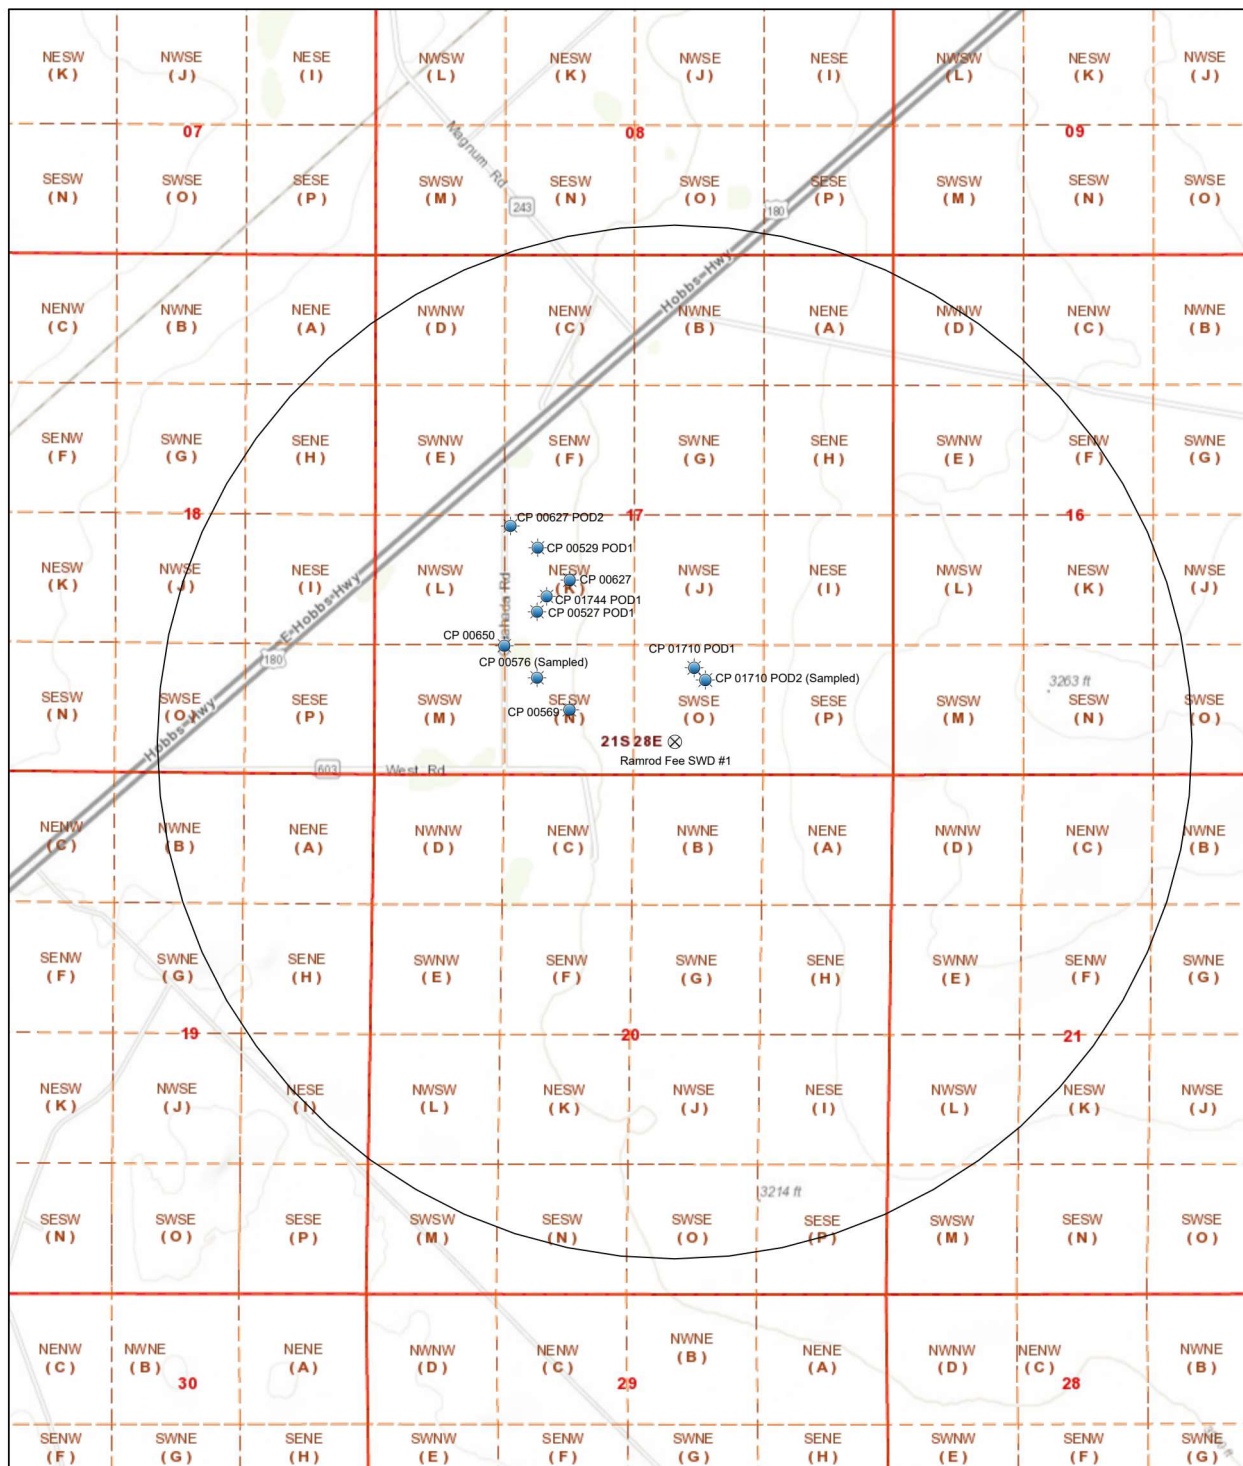 NESW NWSE NESE NWSW NESW NWSE NESE NWSW NESW NWSE
(K) (J) (I) (L) (K) (J) (I) (L) (K) (J)
07 08 09
Magnum Rd
SESW SWSE SESE SWSW SESW SWSE SESE SWSW SESW SWSE
(N) (O) (P) (M) (N) (O) (P) (M) (N) (O)
243 180
Hobbs Hwy
NENW NWNE NENE NWNW NENW NWNE NENE NWNW NENW NWNE
(C) (B) (A) (D) (C) (B) (A) (D) (C) (B)
SENW SWNE SENE SWNW SENW SWNE SENE SWNW SENW SWNE
(F) (G) (H) (E) (F) (G) (H) (E) (F) (G)
18 17 16
CP 00627 POD2
CP 00529 POD1
NESW NWSE NESE NWSW NESW NWSE NESE NWSW NESW NWSE
(K) (J) (I) (L) (K) (J) (I) (L) (K) (J)
CP 00627
CP 01744 POD1
CP 00527 POD1
E Hobbs Hwy
Rd
CP 00650
CP 01710 POD1
180
CP 00576 (Sampled)
CP 01710 POD2 (Sampled)
3263 ft
SESW SWSE SESE SWSW SWSE SESE SWSW SESW SWSE
(N) (O) (P) (M) (N) (O) (P) (M) (N) (O)
CP 00569
Hobbs Hwy
21S 28E
Ramrod Fee SWD #1
603 West Rd
NENW NWNE NENE NWNW NENW NWNE NENE NWNW NENW NWNE
(C) (B) (A) (D) (C) (B) (A) (D) (C) (B)
SENW SWNE SENE SWNW SENW SWNE SENE SWNW SENW SWNE
(F) (G) (H) (E) (F) (G) (H) (E) (F) (G)
19 20 21
NESW NWSE NESE NWSW NESW NWSE NESE NWSW NESW NWSE
(K) (J) (I) (L) (K) (J) (I) (L) (K) (J)
3214 ft
SESW SWSE SESE SWSW SESW SWSE SESE SWSW SESW SWSE
(N) (O) (P) (M) (N) (O) (P) (M) (N) (O)
NENW NWNE NENE NWNW NENW NWNE NENE NWNW NENW NWNE
(C) (B) (A) (D) (C) (B) (A) (D) (C) (B)
30 29 28
SENW SWNE SENE SWNW SENW SWNE SENE SWNW SENW SWNE
(F) (G) (H) (E) (F) (G) (H) (E) (F) (G)